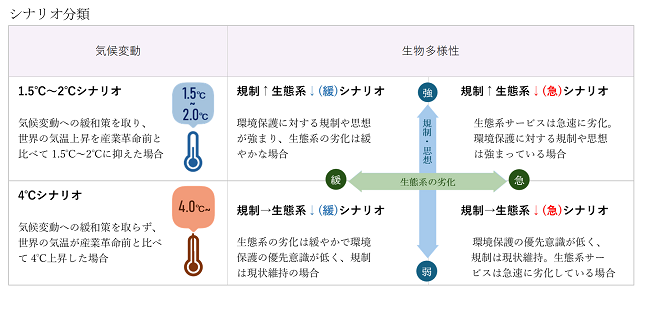 シナリオ分類
気候変動
生物多様性
1.5℃～2℃シナリオ
気候変動への緩和策を取り、
世界の気温上昇を産業革命前と
比べて 1.5℃～2℃に抑えた場合
1.5℃
~
2.0℃
規制↑生態系↓(緩)シナリオ
環境保護に対する規制や思想
が強まり、生態系の劣化は緩
やかな場合
強
規制・思想
規制↑生態系↓(急)シナリオ
生態系サービスは急速に劣化。
環境保護に対する規制や思想
は強まっている場合
緩
生態系の劣化
急
4℃シナリオ
気候変動への緩和策を取らず、
世界の気温が産業革命前と比べ
て 4℃上昇した場合
4.0℃~
規制→生態系↓(緩)シナリオ
生態系の劣化は緩やかで環境
保護の優先意識が低く、規制
は現状維持の場合
弱
規制→生態系↓(急)シナリオ
環境保護の優先意識が低く、
規制は現状維持。生態系サー
ビスは急速に劣化している場合